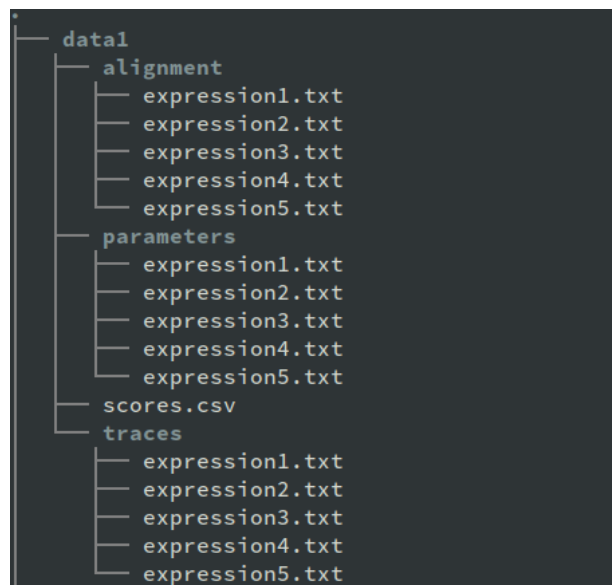 .
data1
alignment
expression1.txt
expression2.txt
expression3.txt
expression4.txt
expression5.txt
parameters
expression1.txt
expression2.txt
expression3.txt
expression4.txt
expression5.txt
scores.csv
traces
expression1.txt
expression2.txt
expression3.txt
expression4.txt
expression5.txt